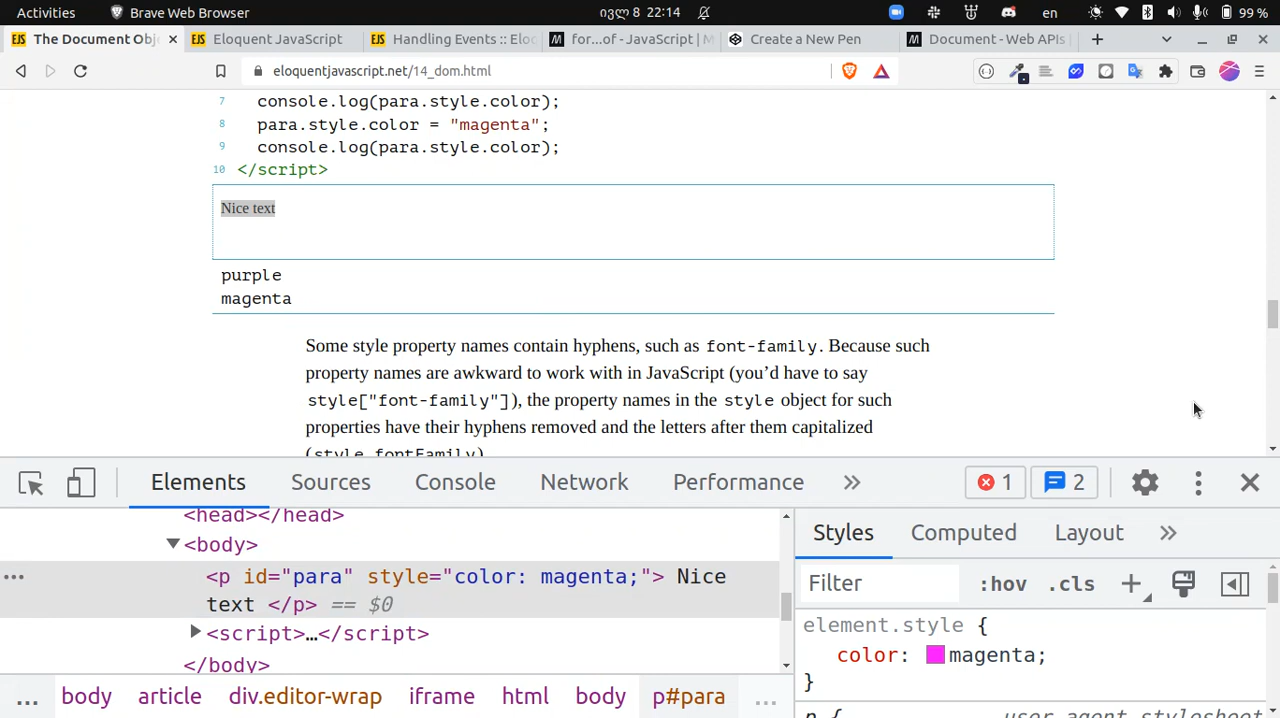 Activities Brave Web Browser ივლ 8 22:14 en 99 %
The Document Obj Eloquent JavaScript Handling Events :: Elo for...of - JavaScript | M Create a New Pen Document - Web APIs |
eloquentjavascript.net/14_dom.html
7 console.log(para.style.color);
8 para.style.color = "magenta";
9 console.log(para.style.color);
10 </script>
Nice text
purple
magenta
Some style property names contain hyphens, such as font-family. Because such
property names are awkward to work with in JavaScript (you’d have to say
style["font-family"]), the property names in the style object for such
properties have their hyphens removed and the letters after them capitalized
(style.fontFamily).
Elements Sources Console Network Performance 1 2
<head></head>
<body>
<p id="para" style="color: magenta;"> Nice
text </p> == $0
<script>…</script>
</body>
... body article div.editor-wrap iframe html body p#para ...
Styles Computed Layout
Filter :hov .cls
element.style {
color: magenta;
}
p { user agent stylesheet